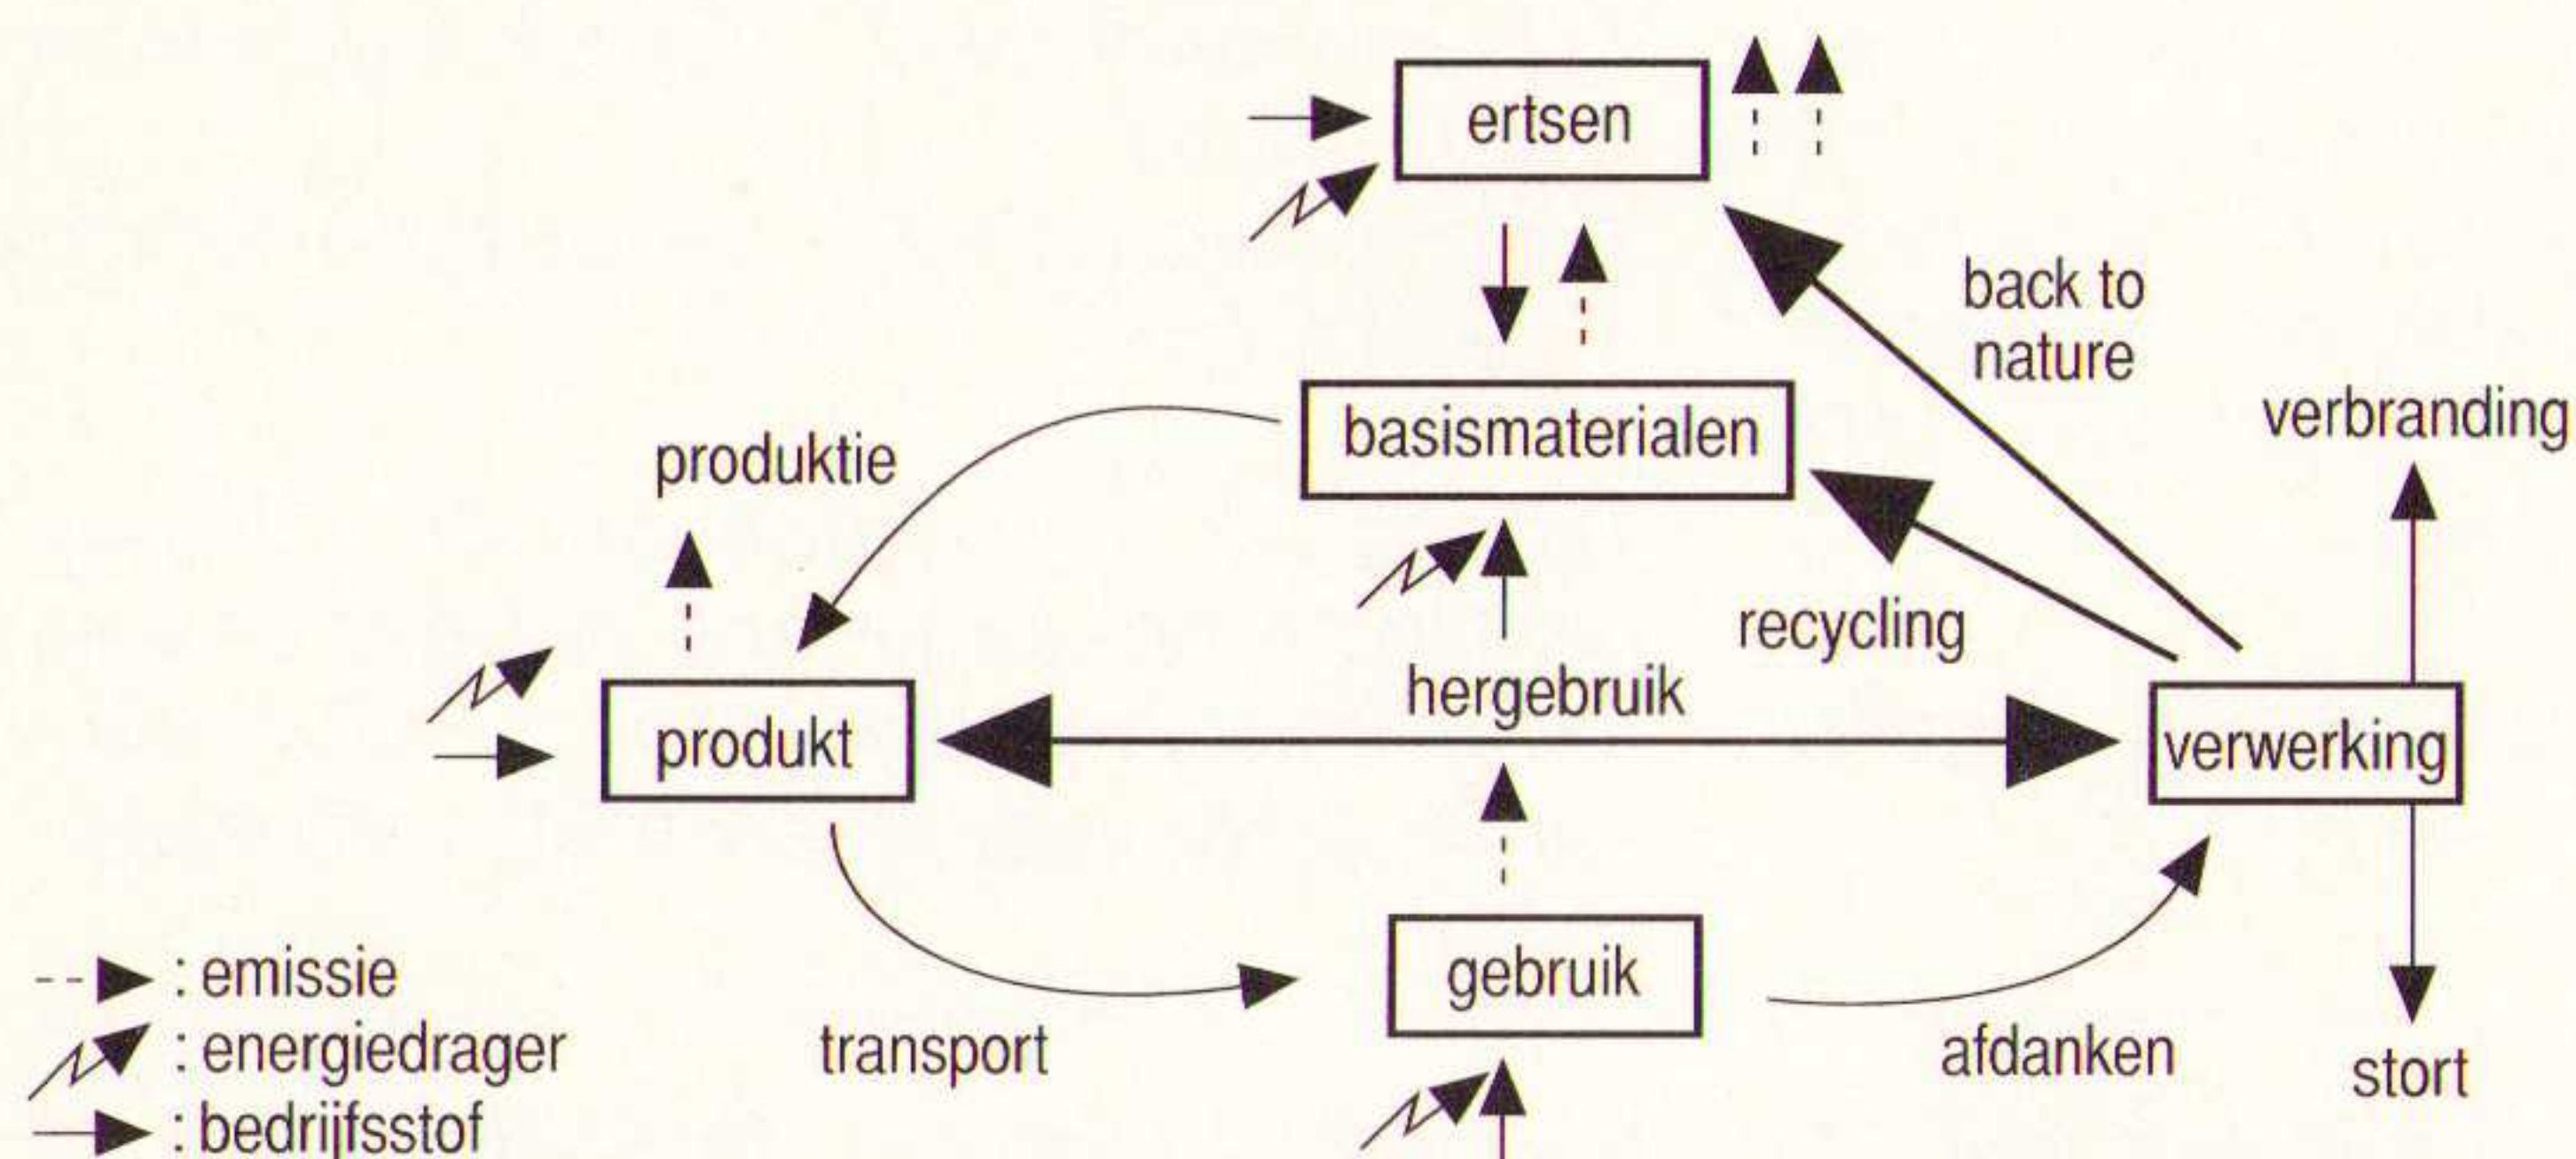 ertsen
back to
nature
verbranding
basismaterialen
produktie
recycling
hergebruik
produkt
verwerking
gebruik
: emissie
: energiedrager
: bedrijfsstof
transport
afdanken
stort